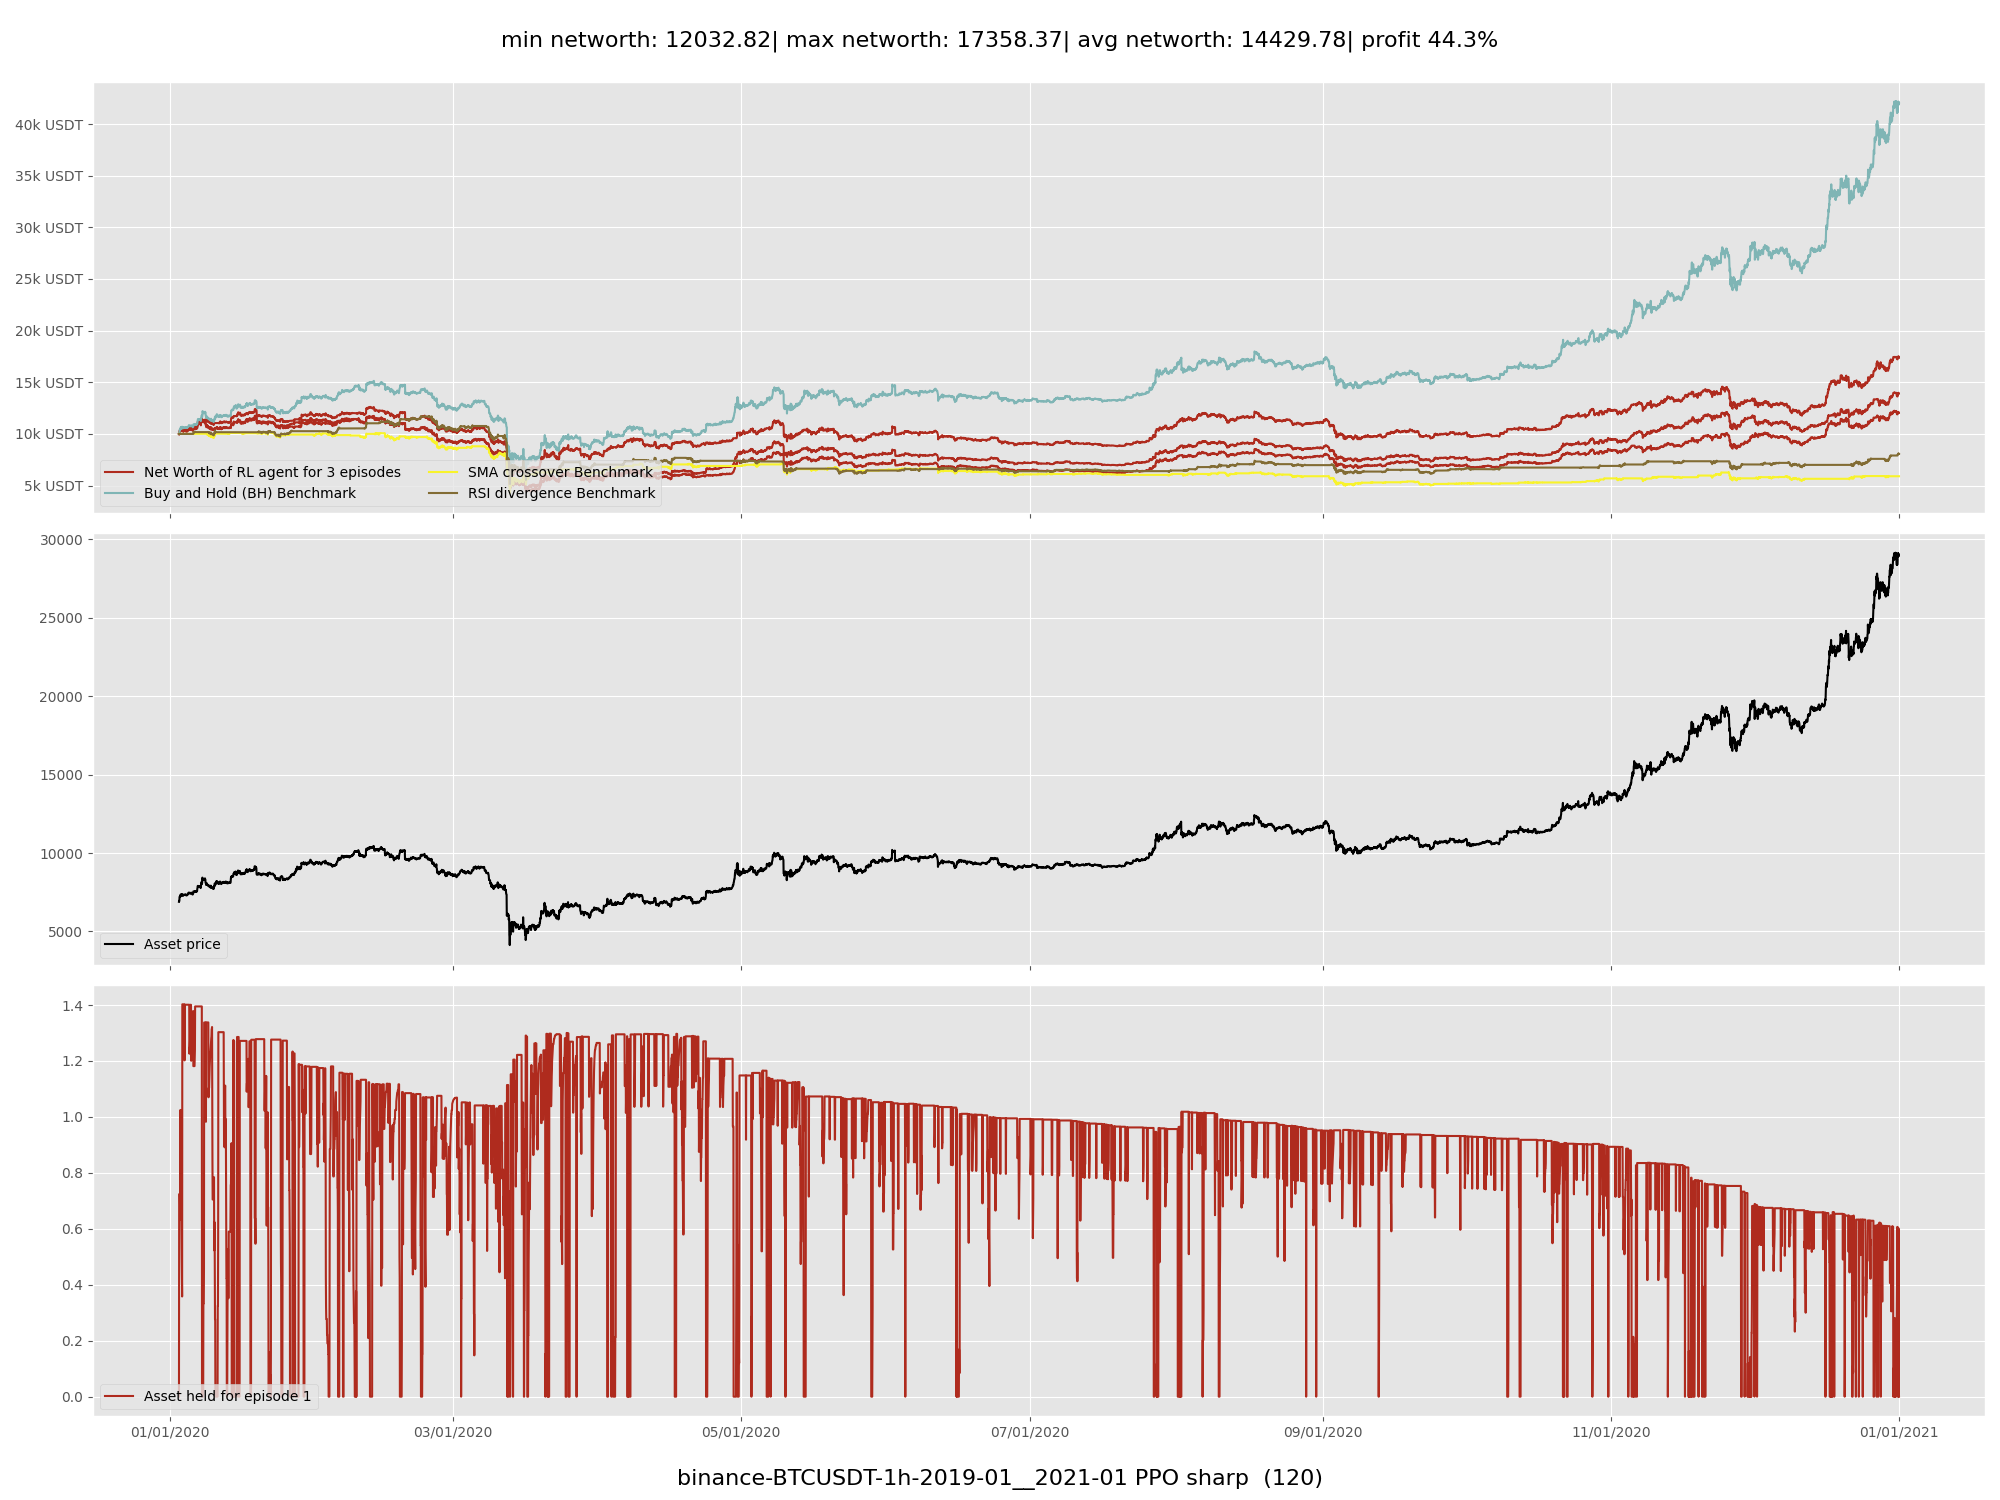 min networth: 12032.82| max networth: 17358.37| avg networth: 14429.78| profit 44.3%
40k USDT
35k USDT
30k USDT
25k USDT
20k USDT
15k USDT
10k USDT
5k USDT
Net Worth of RL agent for 3 episodes
Buy and Hold (BH) Benchmark
SMA crossover Benchmark
RSI divergence Benchmark
30000
25000
20000
15000
10000
5000
Asset price
1.4
1.2
1.0
0.8
0.6
0.4
0.2
0.0
Asset held for episode 1
01/01/2020 03/01/2020 05/01/2020 07/01/2020 09/01/2020 11/01/2020 01/01/2021
binance-BTCUSDT-1h-2019-01__2021-01 PPO sharp (120)